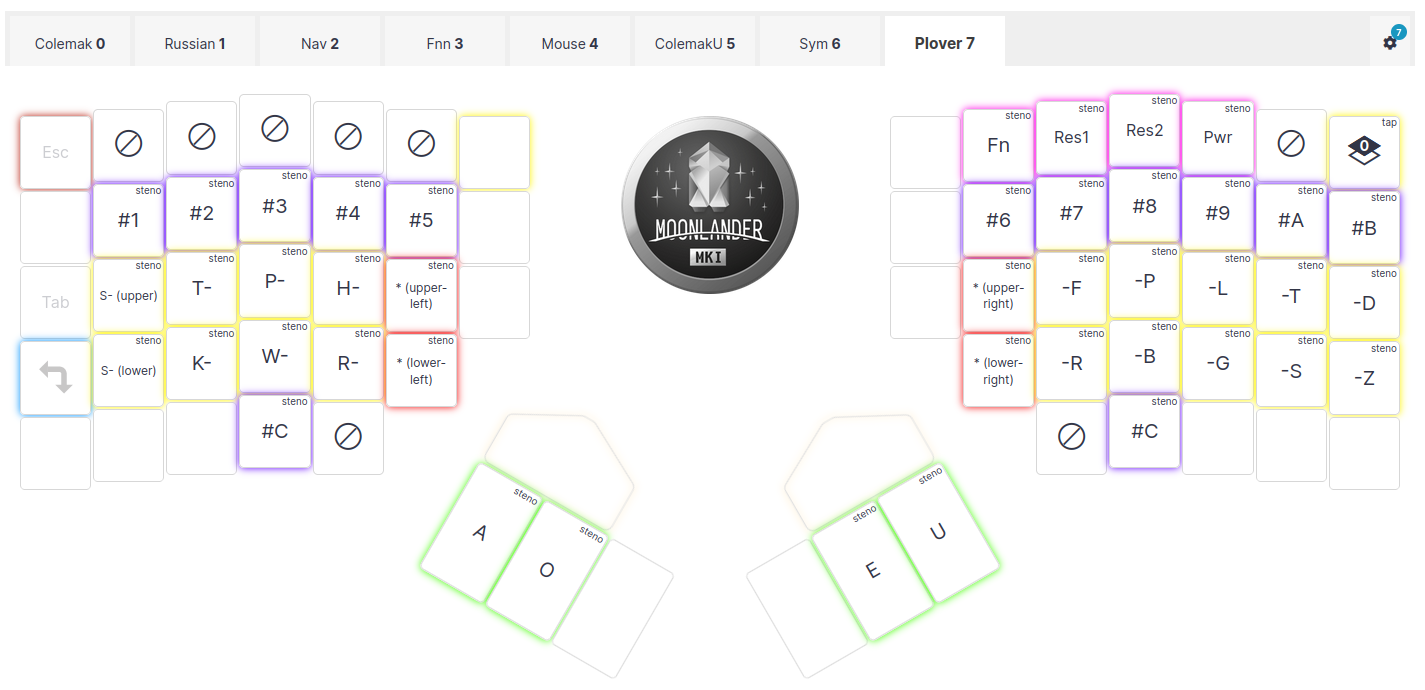 Colemak 0 Russian 1 Nav 2 Fnn 3 Mouse 4 ColemakU 5 Sym 6 Plover 7 7
steno steno steno steno tap
Esc Fn Res1 Res2 Pwr 0
steno steno steno steno steno steno steno steno steno steno steno
#1 #2 #3 #4 #5 #6 #7 #8 #9 #A #B
MOONLANDER
MKI
steno steno steno steno steno steno steno steno steno steno steno
Tab S- (upper) T- P- H- * (upper-
left)
* (upper-
right)
-F -P -L -T -D
steno steno steno steno steno steno steno steno steno steno steno
S- (lower) K- W- R- * (lower-
left)
* (lower-
right)
-R -B -G -S -Z
steno steno
#C #C
steno steno steno steno
A O E U